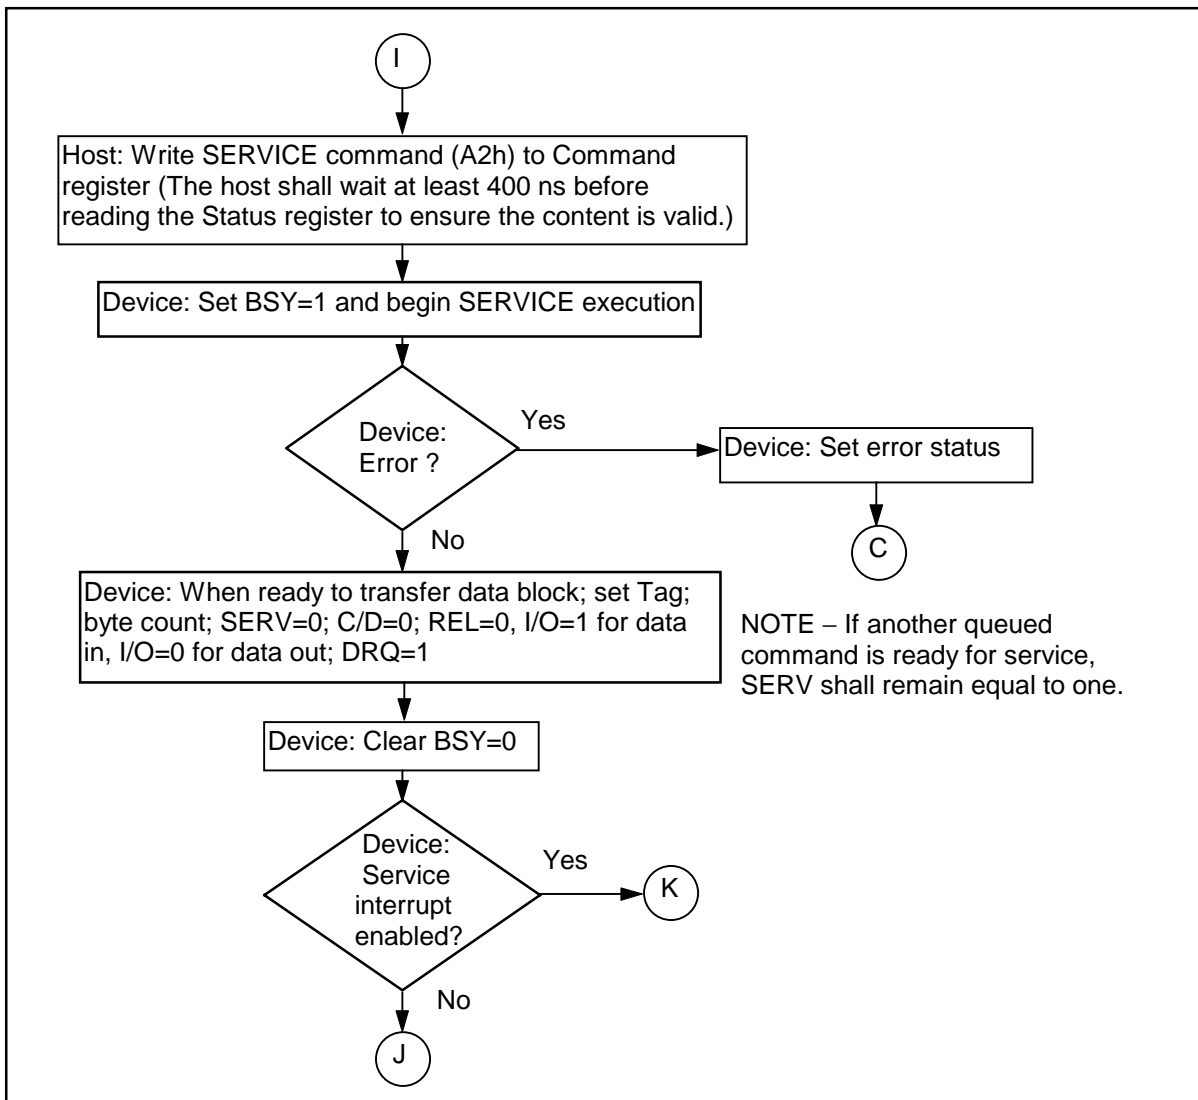 I
Host: Write SERVICE command (A2h) to Command
register (The host shall wait at least 400 ns before
reading the Status register to ensure the content is valid.)
Device: Set BSY=1 and begin SERVICE execution
Device:
Error ?
Yes
Device: Set error status
C
No
Device: When ready to transfer data block; set Tag;
byte count; SERV=0; C/D=0; REL=0, I/O=1 for data
in, I/O=0 for data out; DRQ=1
NOTE – If another queued
command is ready for service,
SERV shall remain equal to one.
Device: Clear BSY=0
Device:
Service
interrupt
enabled?
Yes
K
No
J